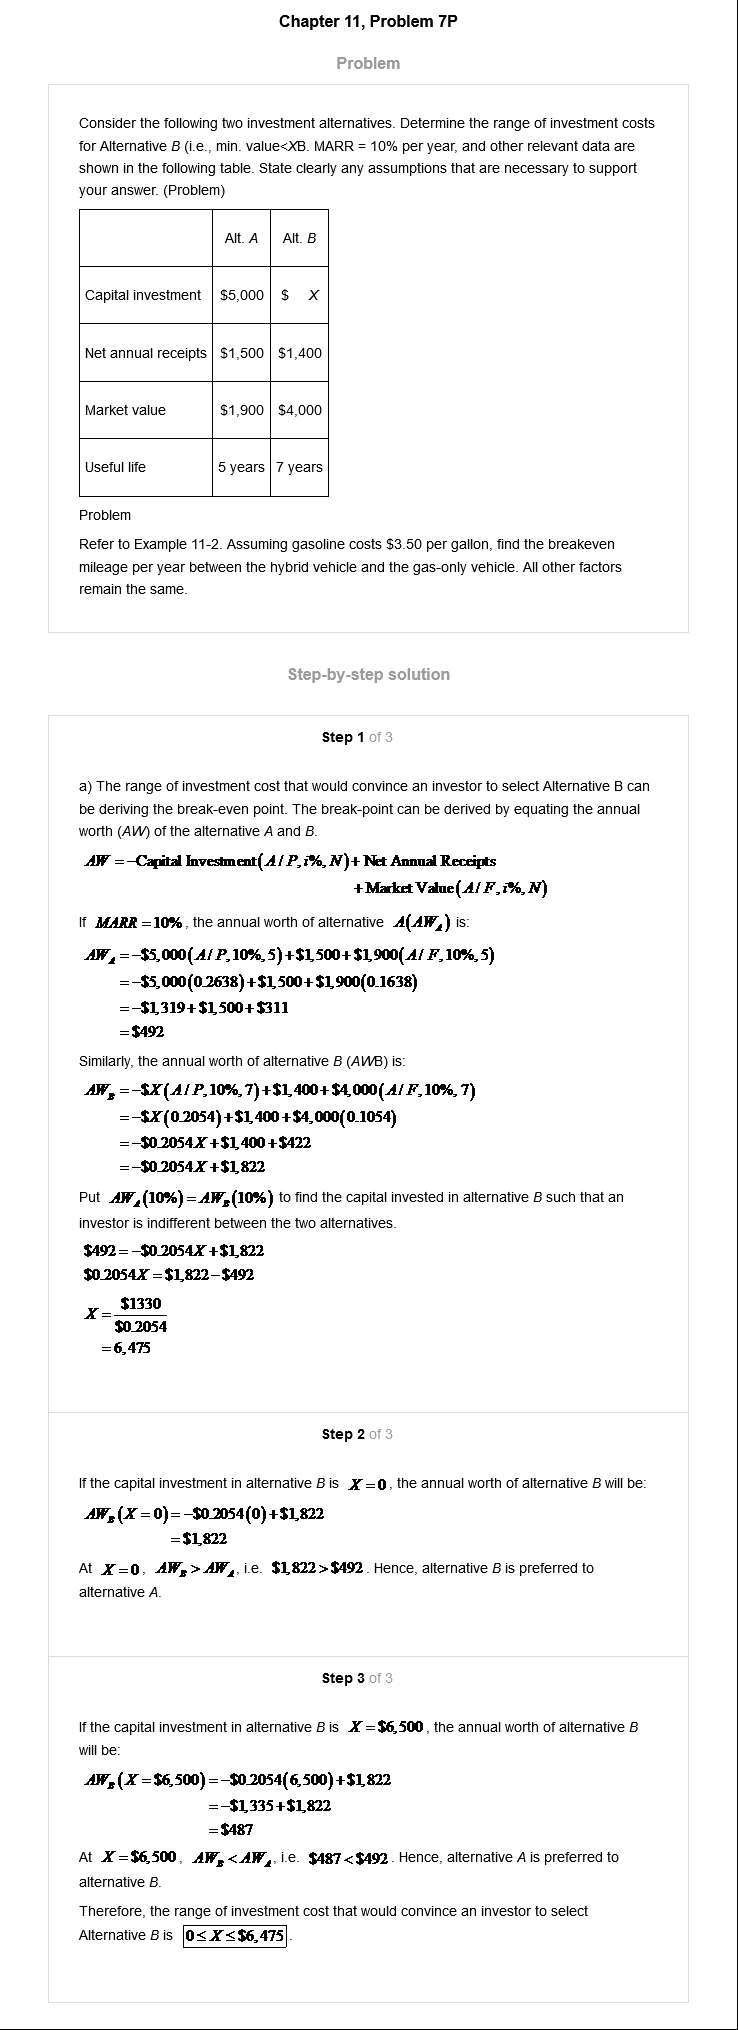 Chapter 11, Problem 7P
Problem
Consider the following two investment alternatives. Determine the range of investment costs
for Alternative B (i.e., min. value<XB. MARR = 10% per year, and other relevant data are
shown in the following table. State clearly any assumptions that are necessary to support
your answer. (Problem)
Alt. A Alt. B
Capital investment $5,000 $ X
Net annual receipts $1,500 $1,400
Market value $1,900 $4,000
Useful life 5 years 7 years
Problem
Refer to Example 11-2. Assuming gasoline costs $3.50 per gallon, find the breakeven
mileage per year between the hybrid vehicle and the gas-only vehicle. All other factors
remain the same.
Step-by-step solution
Step 1 of 3
a) The range of investment cost that would convince an investor to select Alternative B can
be deriving the break-even point. The break-point can be derived by equating the annual
worth (AW) of the alternative A and B.
AW = −Capital Investment(A/P, i%, N) + Net Annual Receipts
+ Market Value(A/F, i%, N)
If MARR = 10%, the annual worth of alternative A(AW_A) is:
AW_A = −$5,000(A/P,10%,5) + $1,500 + $1,900(A/F,10%,5)
= −$5,000(0.2638) + $1,500 + $1,900(0.1638)
= −$1,319 + $1,500 + $311
= $492
Similarly, the annual worth of alternative B (AWB) is:
AW_B = −$X(A/P,10%,7) + $1,400 + $4,000(A/F,10%,7)
= −$X(0.2054) + $1,400 + $4,000(0.1054)
= −$0.2054X + $1,400 + $422
= −$0.2054X + $1,822
Put AW_A(10%) = AW_B(10%) to find the capital invested in alternative B such that an
investor is indifferent between the two alternatives.
$492 = −$0.2054X + $1,822
$0.2054X = $1,822 − $492
X = $1330
$0.2054
= 6,475
Step 2 of 3
If the capital investment in alternative B is X = 0, the annual worth of alternative B will be:
AW_B(X = 0) = −$0.2054(0) + $1,822
= $1,822
At X = 0, AW_B > AW_A, i.e. $1,822 > $492. Hence, alternative B is preferred to
alternative A.
Step 3 of 3
If the capital investment in alternative B is X = $6,500, the annual worth of alternative B
will be:
AW_B(X = $6,500) = −$0.2054(6,500) + $1,822
= −$1,335 + $1,822
= $487
At X = $6,500, AW_B < AW_A, i.e. $487 < $492. Hence, alternative A is preferred to
alternative B.
Therefore, the range of investment cost that would convince an investor to select
Alternative B is 0 ≤ X ≤ $6,475.